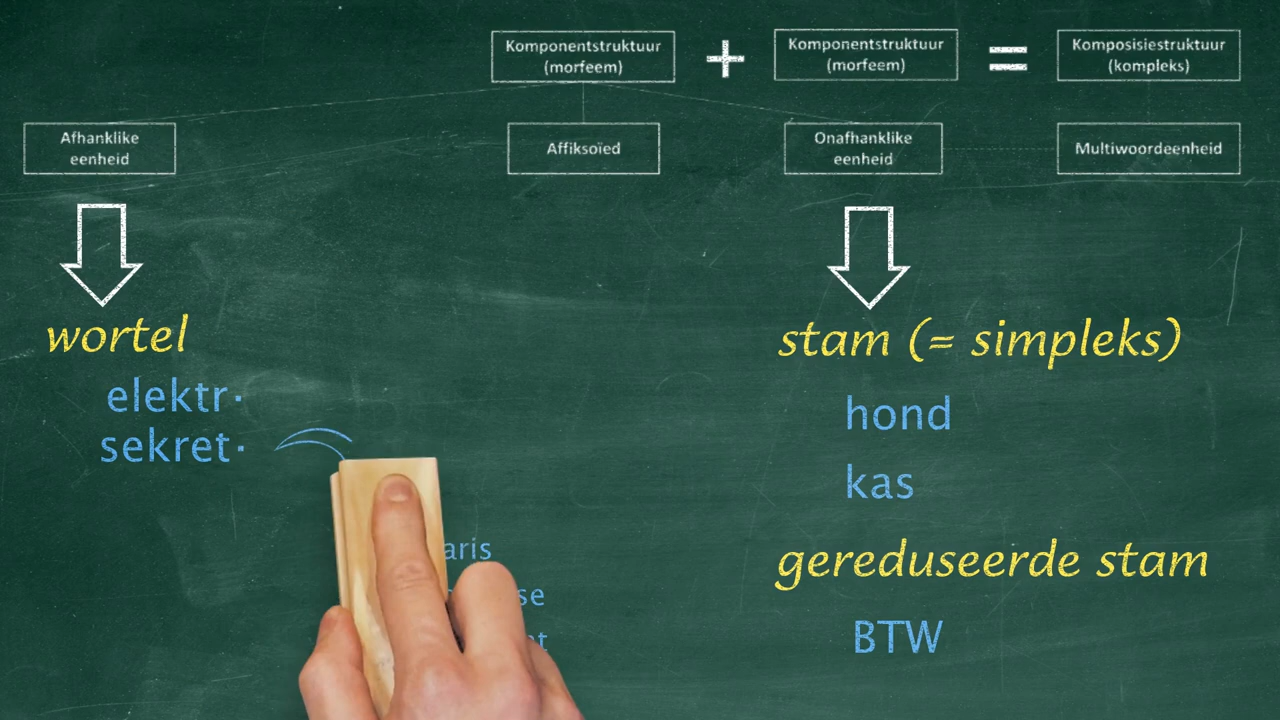 Komponentstruktuur
(morfeem)
+
Komponentstruktuur
(morfeem)
=
Komposisiestruktuur
(kompleks)
Afhanklike
eenheid
Affiksoïed
Onafhanklike
eenheid
Multiwoordeenheid
wortel
elektr·
sekret·
stam (= simpleks)
hond
kas
gereduseerde stam
BTW